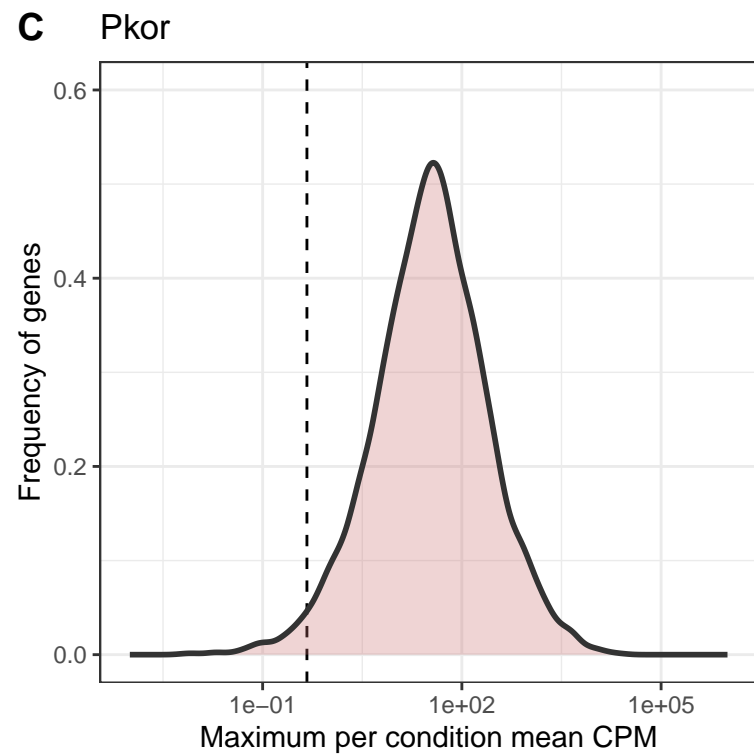 C Pkor
Frequency of genes
0.6
0.4
0.2
0.0
1e−01 1e+02 1e+05
Maximum per condition mean CPM